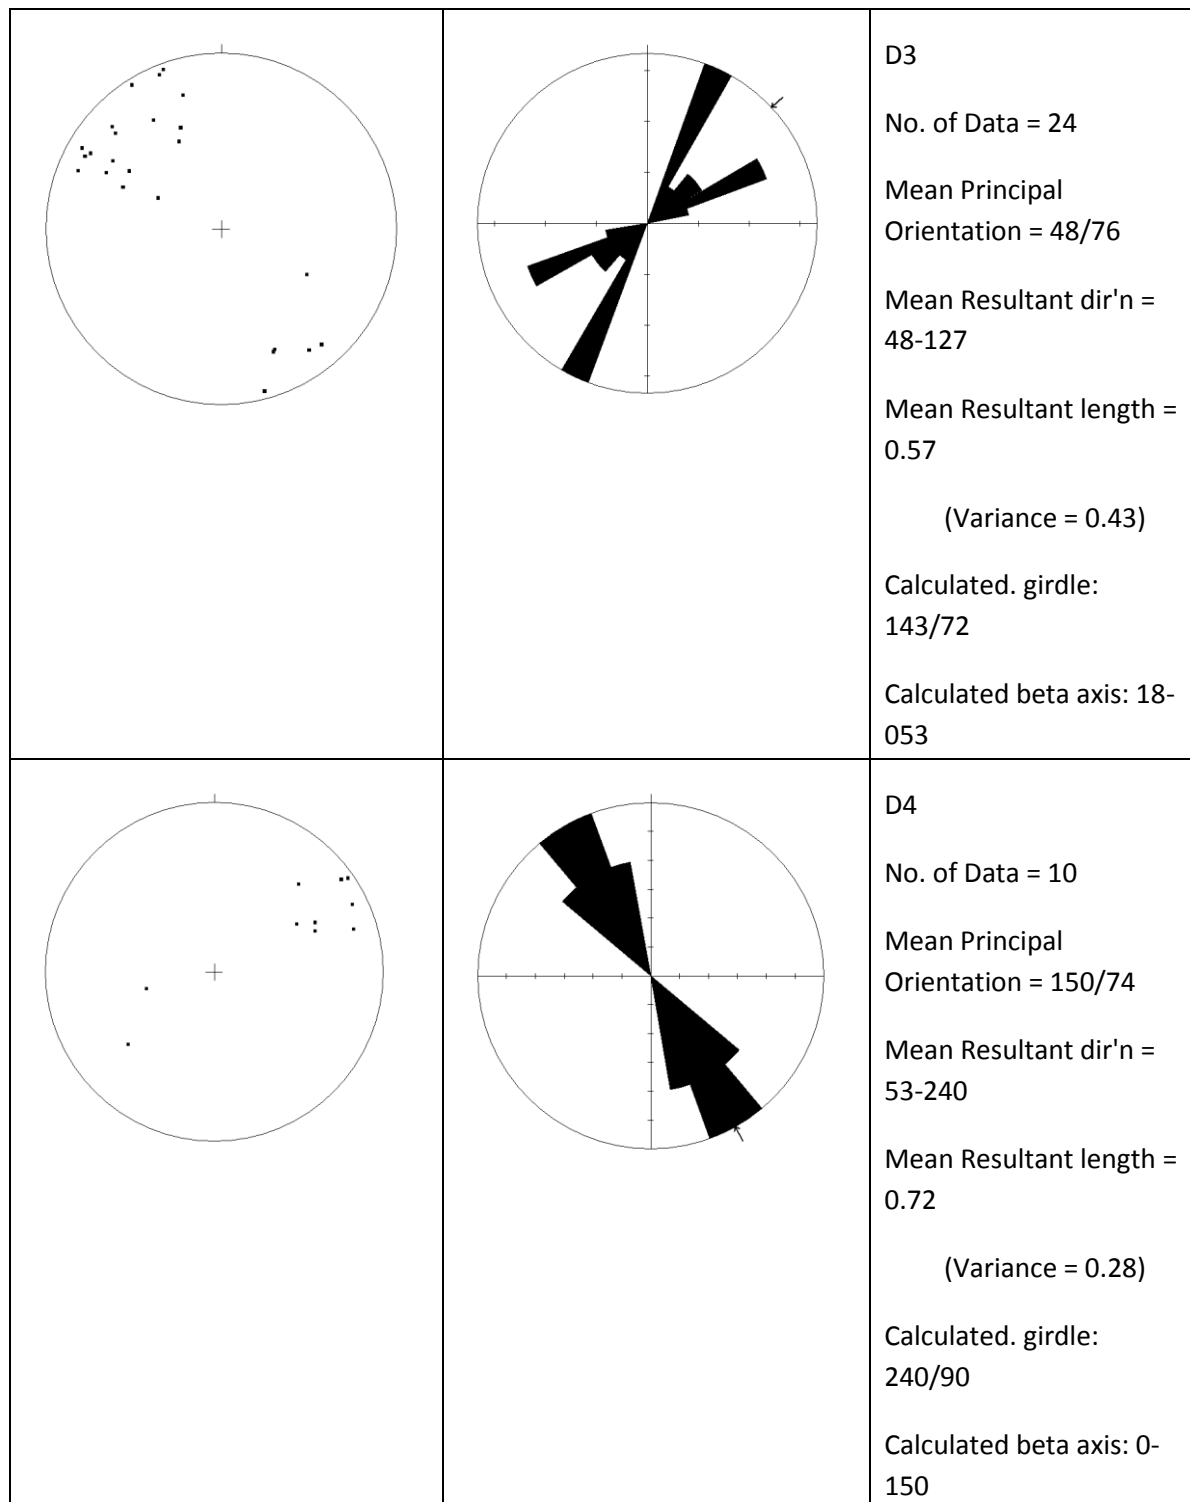 D3
No. of Data = 24
Mean Principal
Orientation = 48/76
Mean Resultant dir'n =
48-127
Mean Resultant length =
0.57
(Variance = 0.43)
Calculated. girdle:
143/72
Calculated beta axis: 18-
053
D4
No. of Data = 10
Mean Principal
Orientation = 150/74
Mean Resultant dir'n =
53-240
Mean Resultant length =
0.72
(Variance = 0.28)
Calculated. girdle:
240/90
Calculated beta axis: 0-
150